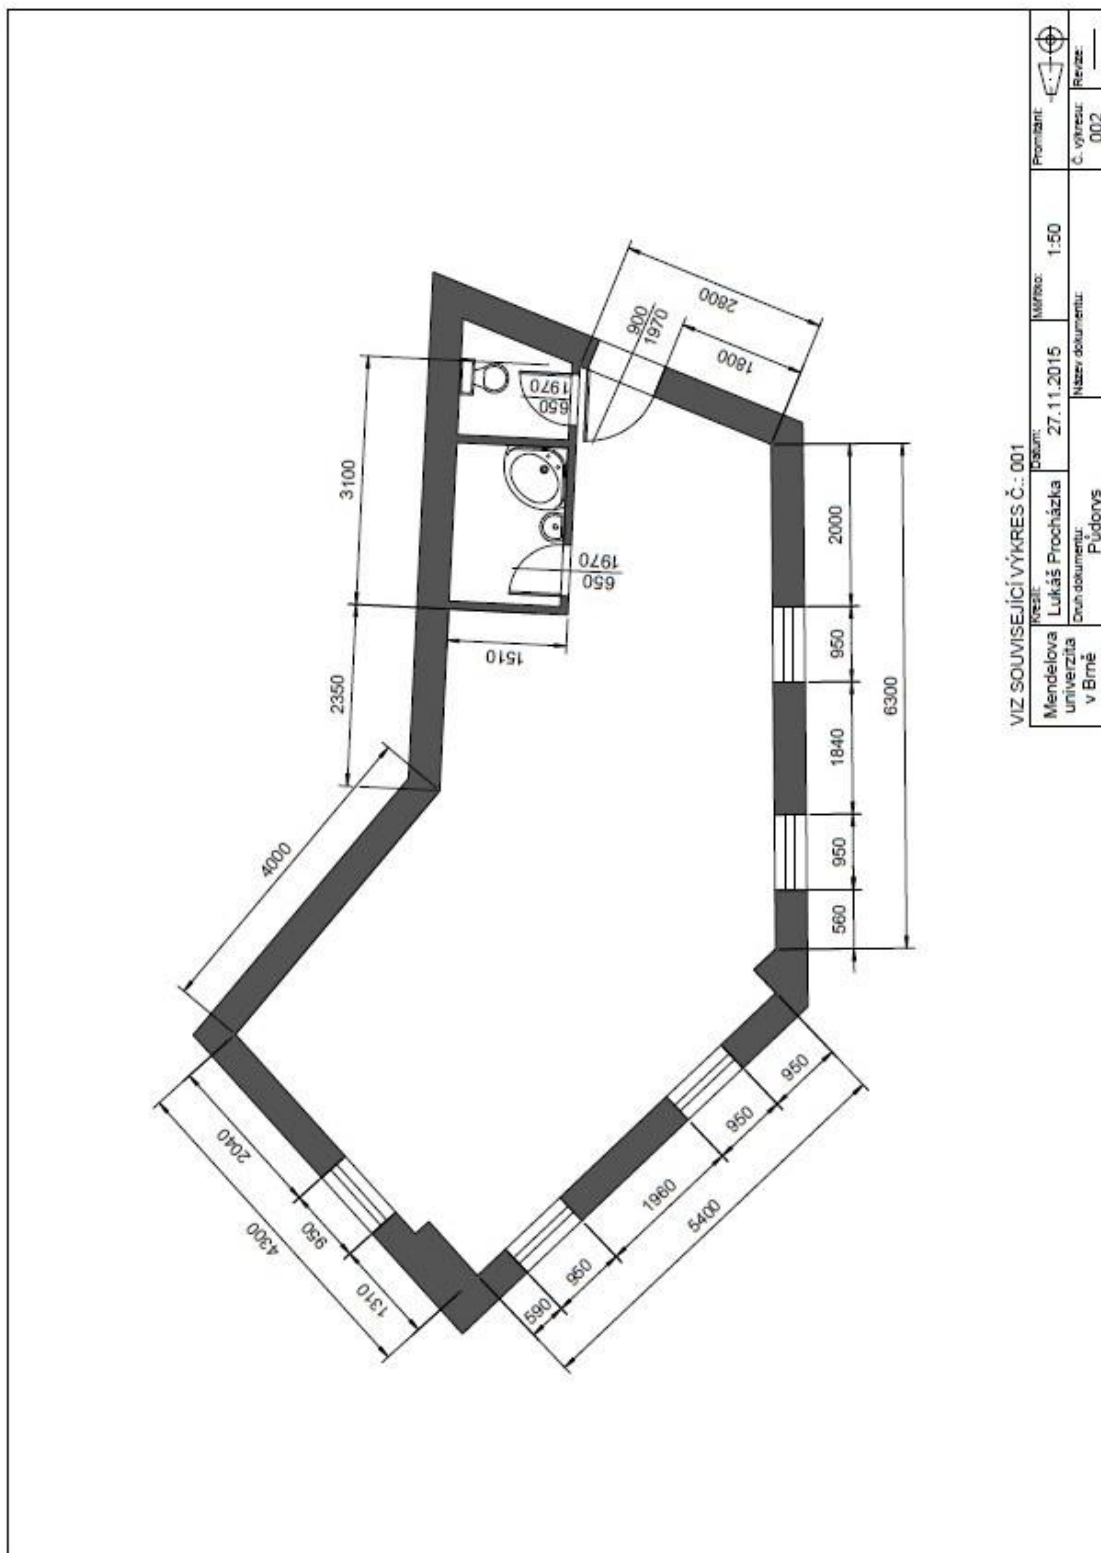 2800
900
1970
1800
650
1970
3100
650
1970
1510
2350
4000
2000
950
1840
950
560
6300
2040
950
1310
4300
590
950
1960
950
950
5400
VIZ SOUVISEJÍCÍ VÝKRES Č.: 001
Mendelova
univerzita
v Brně
Kreslil:
Lukáš Procházka
Datum:
27.11.2015
Měřítko:
1:50
Promítání:
Druh dokumentu:
Půdorys
Název dokumentu:
Č. výkresu:
002
Revize: